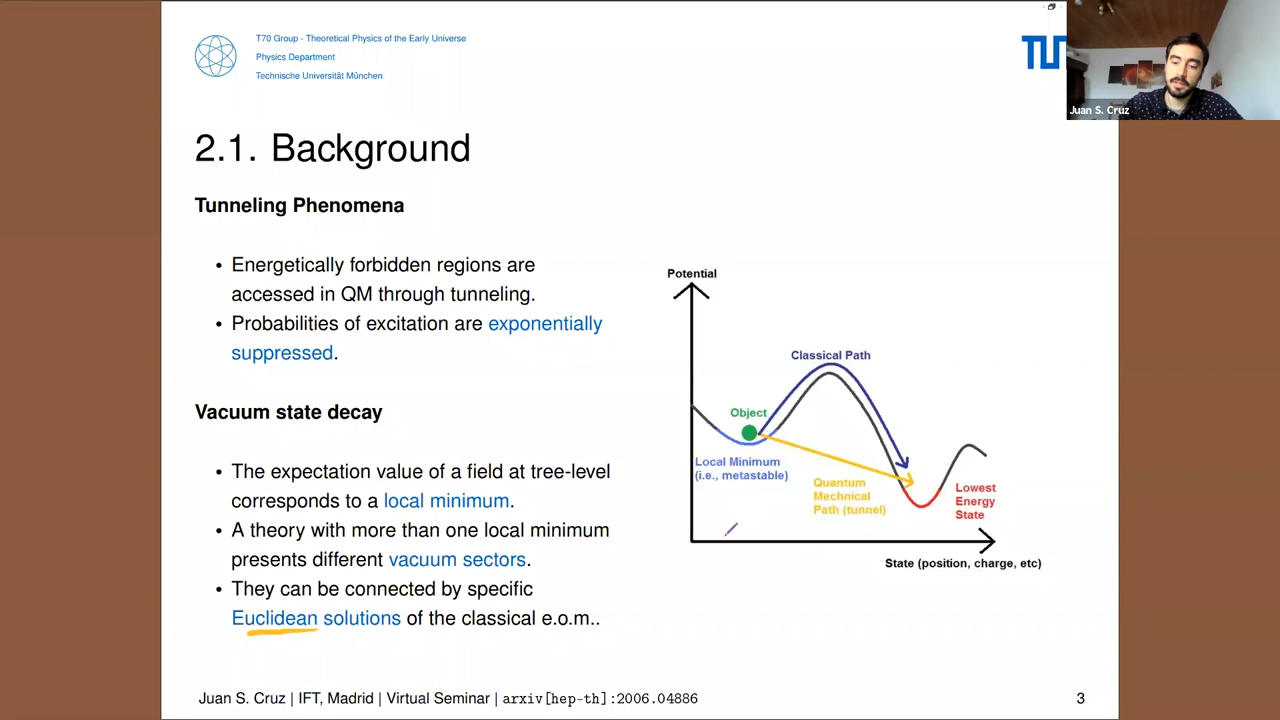 T70 Group - Theoretical Physics of the Early Universe
Physics Department
Technische Universität München
TU
Juan S. Cruz
2.1. Background
Tunneling Phenomena
• Energetically forbidden regions are
accessed in QM through tunneling.
• Probabilities of excitation are exponentially
suppressed.
Vacuum state decay
• The expectation value of a field at tree-level
corresponds to a local minimum.
• A theory with more than one local minimum
presents different vacuum sectors.
• They can be connected by specific
Euclidean solutions of the classical e.o.m..
Potential
Classical Path
Object
Local Minimum
(i.e., metastable)
Quantum
Mechnical
Path (tunnel)
Lowest
Energy
State
State (position, charge, etc)
Juan S. Cruz | IFT, Madrid | Virtual Seminar | arxiv[hep-th]:2006.04886
3